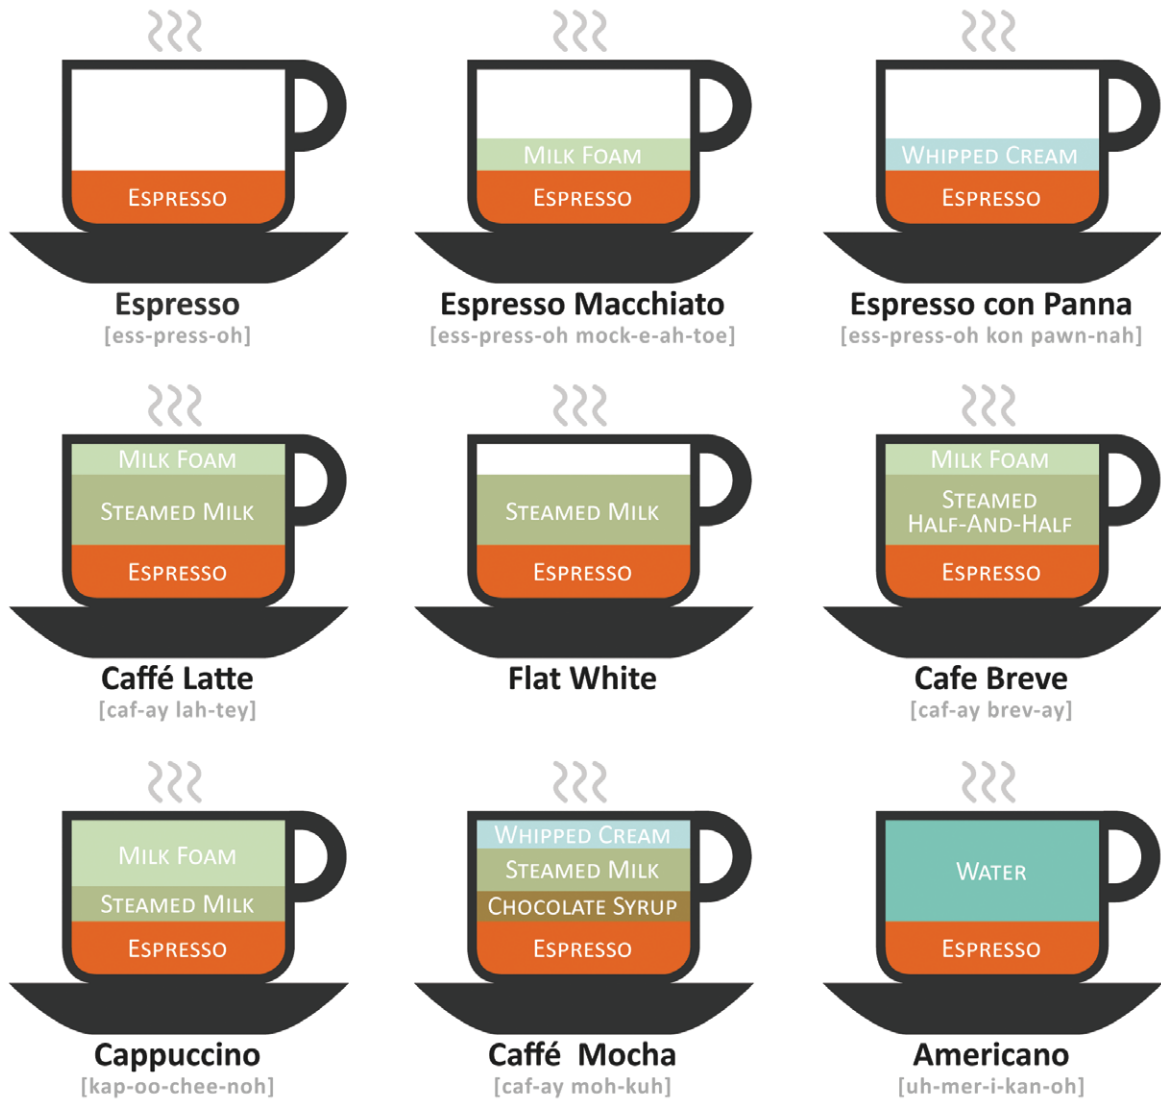 Espresso
Espresso
[ess-press-oh]
Milk Foam
Espresso
Espresso Macchiato
[ess-press-oh mock-e-ah-toe]
Whipped Cream
Espresso
Espresso con Panna
[ess-press-oh kon pawn-nah]
Milk Foam
Steamed Milk
Espresso
Caffé Latte
[caf-ay lah-tey]
Steamed Milk
Espresso
Flat White
Milk Foam
Steamed
Half-And-Half
Espresso
Cafe Breve
[caf-ay brev-ay]
Milk Foam
Steamed Milk
Espresso
Cappuccino
[kap-oo-chee-noh]
Whipped Cream
Steamed Milk
Chocolate Syrup
Espresso
Caffé Mocha
[caf-ay moh-kuh]
Water
Espresso
Americano
[uh-mer-i-kan-oh]